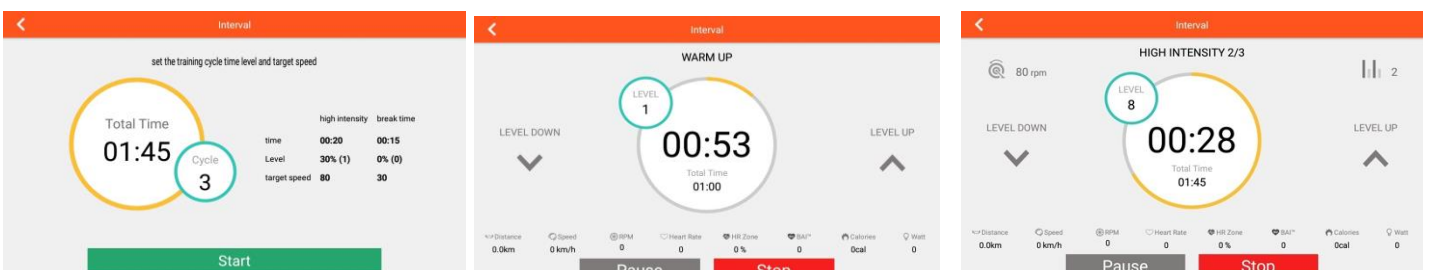 Interval
set the training cycle time level and target speed
Total Time
01:45
Cycle
3
high intensity break time
time 00:20 00:15
Level 30% (1) 0% (0)
target speed 80 30
Start
Interval
WARM UP
LEVEL
1
LEVEL DOWN
LEVEL UP
00:53
Total Time
01:00
Distance Speed RPM Heart Rate HR Zone BAI™ Calories Watt
0.0km 0 km/h 0 0 0 % 0 0cal 0
Pause Stop
Interval
HIGH INTENSITY 2/3
80 rpm
2
LEVEL
8
LEVEL DOWN
LEVEL UP
00:28
Total Time
01:45
Distance Speed RPM Heart Rate HR Zone BAI™ Calories Watt
0.0km 0 km/h 0 0 0 % 0 0cal 0
Pause Stop